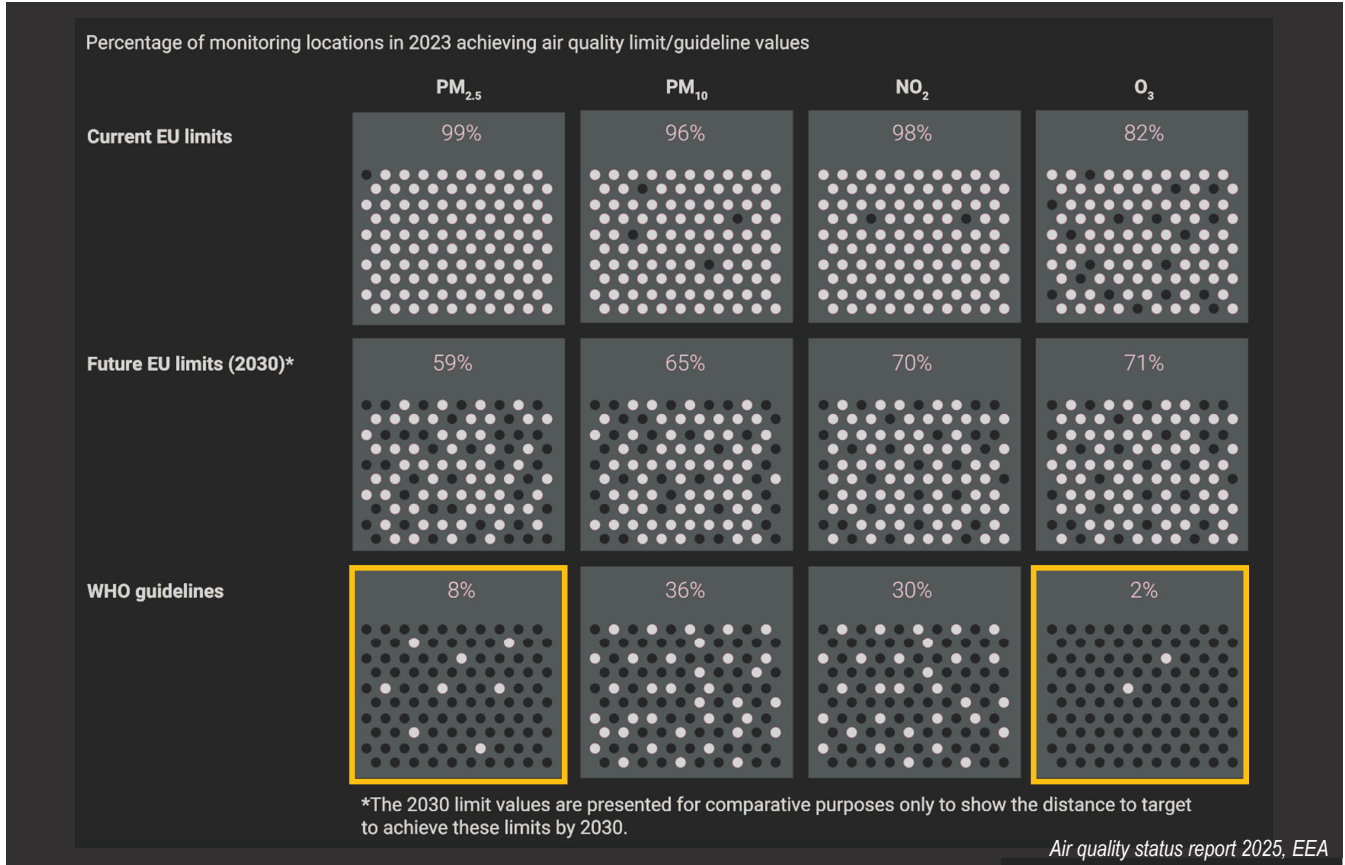 Percentage of monitoring locations in 2023 achieving air quality limit/guideline values
PM2.5 PM10 NO2 O3
Current EU limits 99% 96% 98% 82%
Future EU limits (2030)* 59% 65% 70% 71%
WHO guidelines 8% 36% 30% 2%
*The 2030 limit values are presented for comparative purposes only to show the distance to target
to achieve these limits by 2030.
Air quality status report 2025, EEA